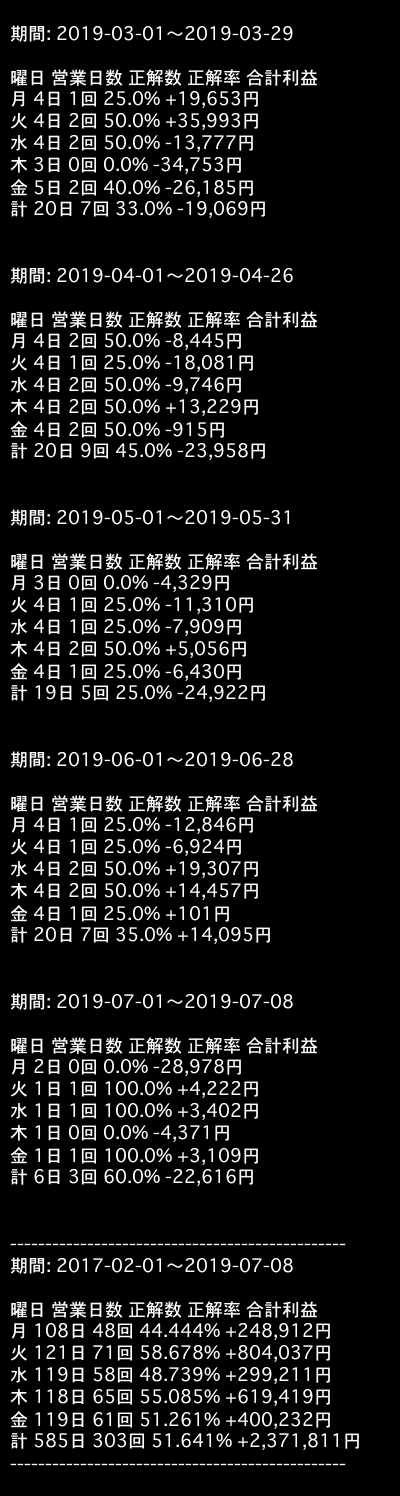 期間: 2019-03-01〜2019-03-29
曜日 営業日数 正解数 正解率 合計利益
月 4日 1回 25.0% +19,653円
火 4日 2回 50.0% +35,993円
水 4日 2回 50.0% -13,777円
木 3日 0回 0.0% -34,753円
金 5日 2回 40.0% -26,185円
計 20日 7回 33.0% -19,069円
期間: 2019-04-01〜2019-04-26
曜日 営業日数 正解数 正解率 合計利益
月 4日 2回 50.0% -8,445円
火 4日 1回 25.0% -18,081円
水 4日 2回 50.0% -9,746円
木 4日 2回 50.0% +13,229円
金 4日 2回 50.0% -915円
計 20日 9回 45.0% -23,958円
期間: 2019-05-01〜2019-05-31
曜日 営業日数 正解数 正解率 合計利益
月 3日 0回 0.0% -4,329円
火 4日 1回 25.0% -11,310円
水 4日 1回 25.0% -7,909円
木 4日 2回 50.0% +5,056円
金 4日 1回 25.0% -6,430円
計 19日 5回 25.0% -24,922円
期間: 2019-06-01〜2019-06-28
曜日 営業日数 正解数 正解率 合計利益
月 4日 1回 25.0% -12,846円
火 4日 1回 25.0% -6,924円
水 4日 2回 50.0% +19,307円
木 4日 2回 50.0% +14,457円
金 4日 1回 25.0% +101円
計 20日 7回 35.0% +14,095円
期間: 2019-07-01〜2019-07-08
曜日 営業日数 正解数 正解率 合計利益
月 2日 0回 0.0% -28,978円
火 1日 1回 100.0% +4,222円
水 1日 1回 100.0% +3,402円
木 1日 0回 0.0% -4,371円
金 1日 1回 100.0% +3,109円
計 6日 3回 60.0% -22,616円
------------------------------------------------
期間: 2017-02-01〜2019-07-08
曜日 営業日数 正解数 正解率 合計利益
月 108日 48回 44.444% +248,912円
火 121日 71回 58.678% +804,037円
水 119日 58回 48.739% +299,211円
木 118日 65回 55.085% +619,419円
金 119日 61回 51.261% +400,232円
計 585日 303回 51.641% +2,371,811円
------------------------------------------------